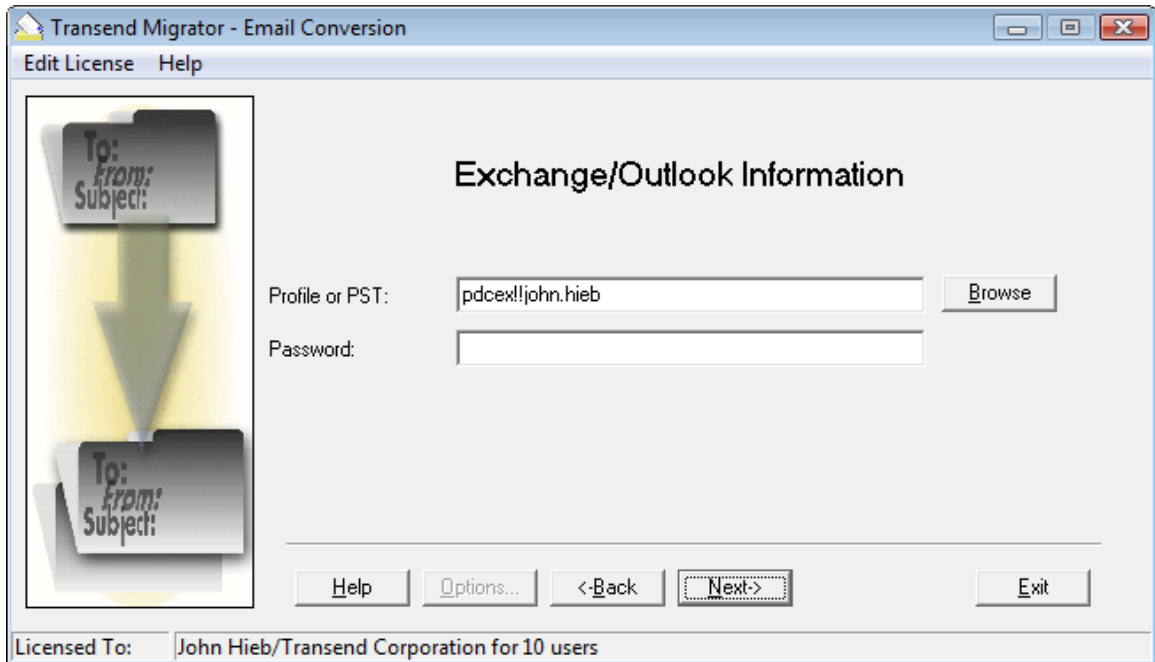 Transend Migrator - Email Conversion
Edit License Help
To:
From:
Subject:
Exchange/Outlook Information
Profile or PST: pdcex!!john.hieb Browse
Password:
To:
From:
Subject:
Help Options... <-Back Next-> Exit
Licensed To: John Hieb/Transend Corporation for 10 users